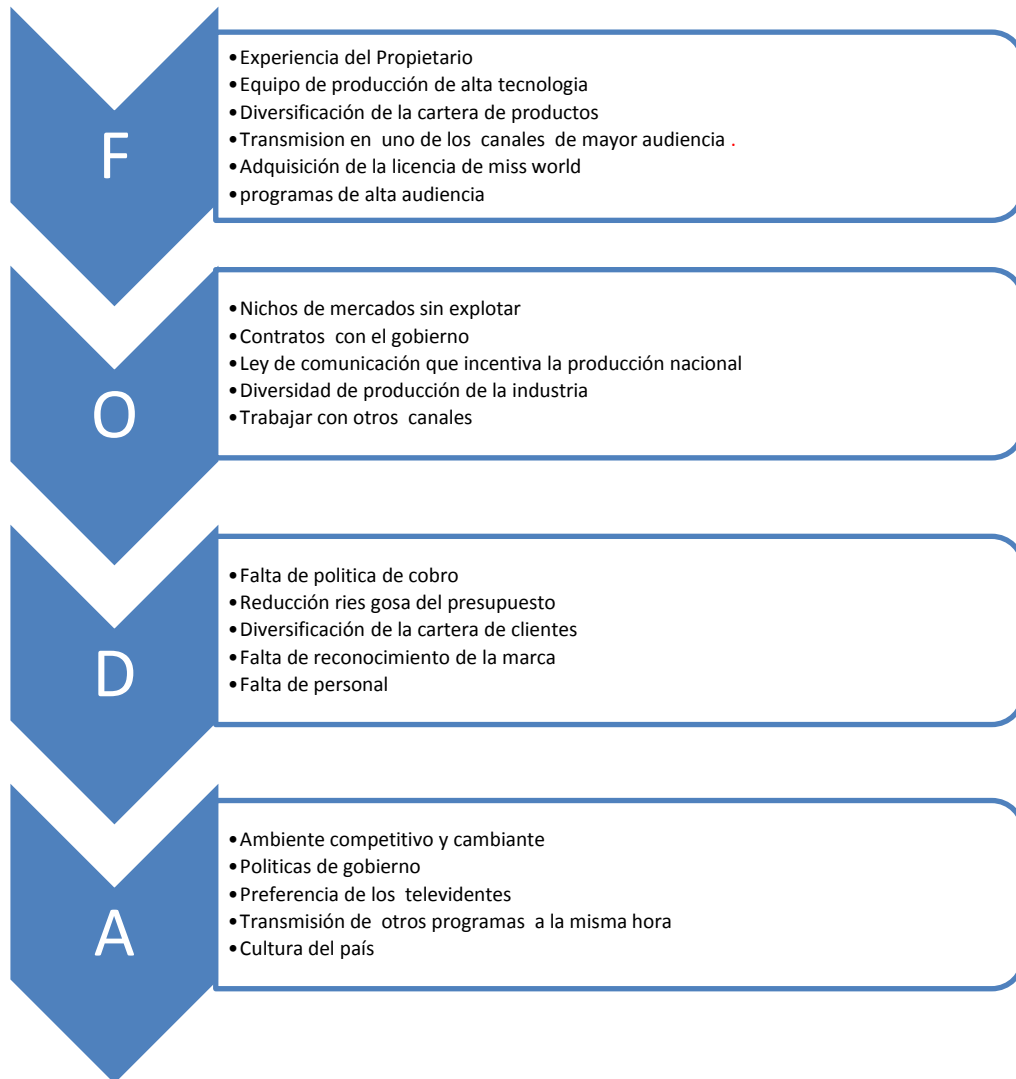 F
•Experiencia del Propietario
•Equipo de producción de alta tecnologia
•Diversificación de la cartera de productos
•Transmision en uno de los canales de mayor audiencia .
•Adquisición de la licencia de miss world
•programas de alta audiencia
O
•Nichos de mercados sin explotar
•Contratos con el gobierno
•Ley de comunicación que incentiva la producción nacional
•Diversidad de producción de la industria
•Trabajar con otros canales
D
•Falta de politica de cobro
•Reducción ries gosa del presupuesto
•Diversificación de la cartera de clientes
•Falta de reconocimiento de la marca
•Falta de personal
A
•Ambiente competitivo y cambiante
•Politicas de gobierno
•Preferencia de los televidentes
•Transmisión de otros programas a la misma hora
•Cultura del país